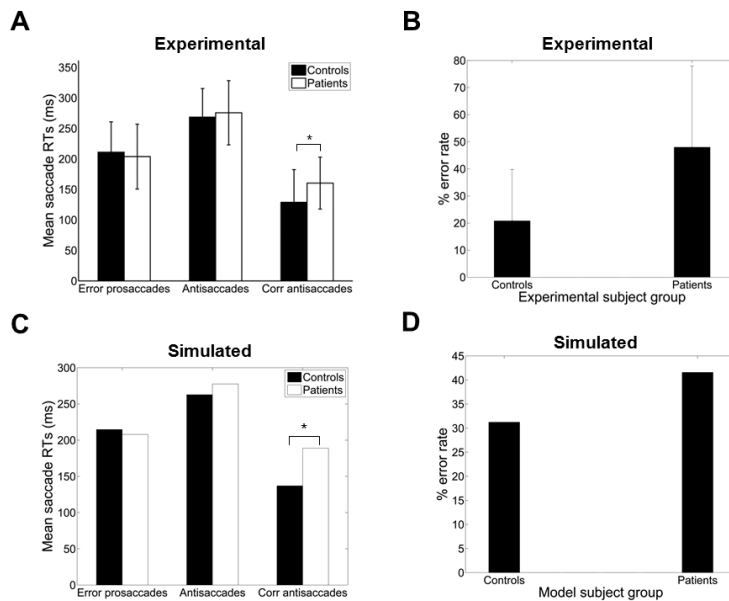 A
Experimental
Mean saccade RTs (ms)
350
300
250
200
150
100
50
0
Controls
Patients
*
Error prosaccades Antisaccades Corr antisaccades
B
Experimental
% error rate
80
70
60
50
40
30
20
10
0
Controls Patients
Experimental subject group
C
Simulated
Mean saccade RTs (ms)
300
250
200
150
100
50
0
Controls
Patients
*
Error prosaccades Antisaccades Corr antisaccades
D
Simulated
% error rate
45
40
35
30
25
20
15
10
5
0
Controls Patients
Model subject group